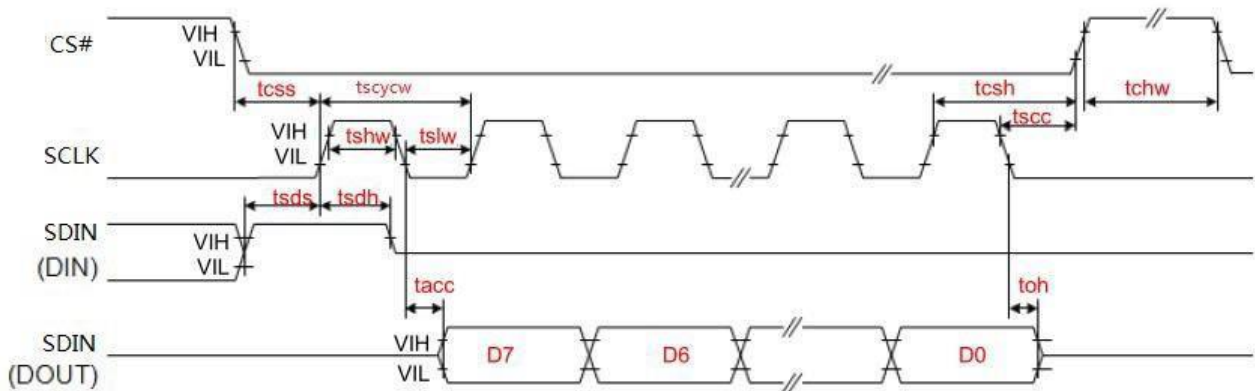 CS#
VIH
VIL
tcss
tscycw
tcsh
tchw
tscc
SCLK
VIH
VIL
tshw
tslw
tsds
tsdh
SDIN
(DIN)
VIH
VIL
tacc
toh
SDIN
(DOUT)
VIH
VIL
D7
D6
D0